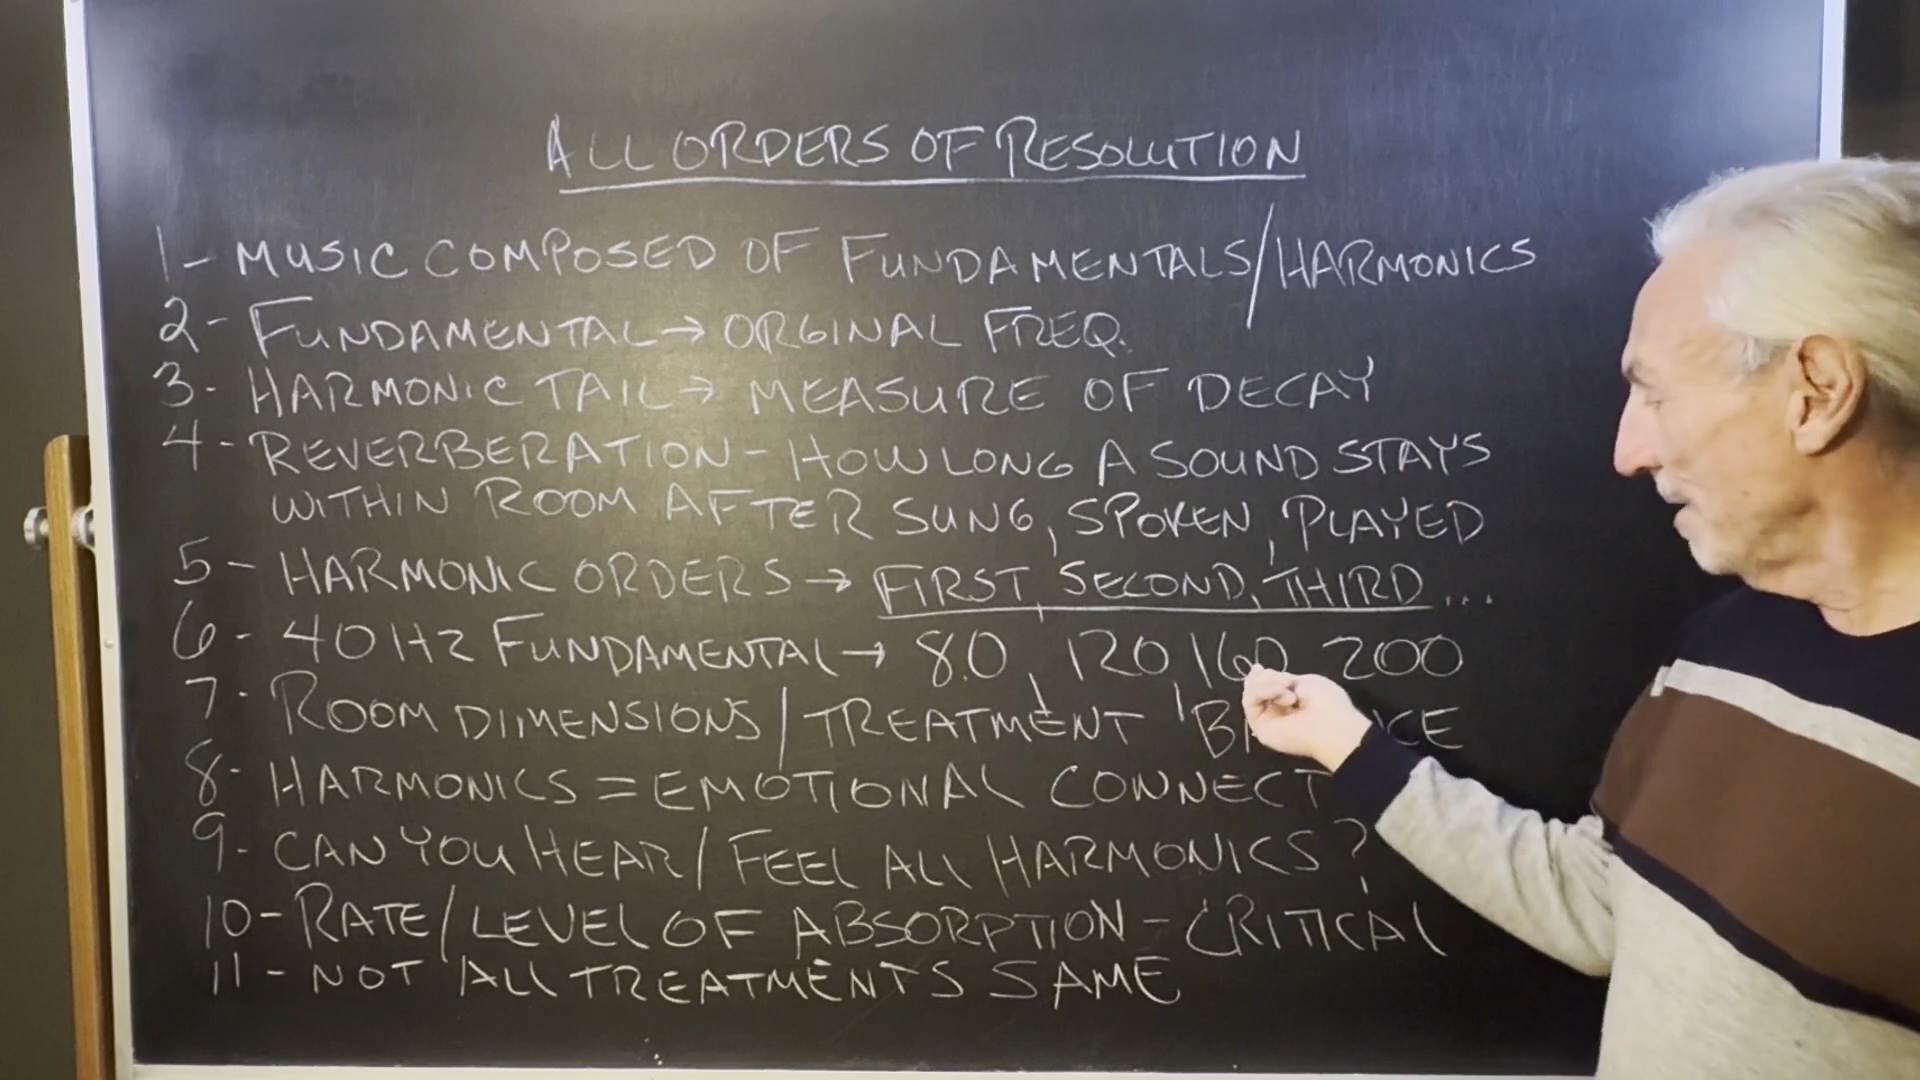 ALL ORDERS OF RESOLUTION
1- MUSIC COMPOSED OF FUNDAMENTALS/HARMONICS
2- FUNDAMENTAL → ORGINAL FREQ.
3- HARMONIC TAIL → MEASURE OF DECAY
4- REVERBERATION - HOW LONG A SOUND STAYS
WITHIN ROOM AFTER SUNG, SPOKEN, PLAYED
5- HARMONIC ORDERS → FIRST, SECOND, THIRD...
6- 40 HZ FUNDAMENTAL → 80, 120, 160 200
7- ROOM DIMENSIONS/TREATMENT
8- HARMONICS = EMOTIONAL CONNECT
9- CAN YOU HEAR/FEEL ALL HARMONICS?
10- RATE/LEVEL OF ABSORPTION - CRITICAL
11- NOT ALL TREATMENTS SAME